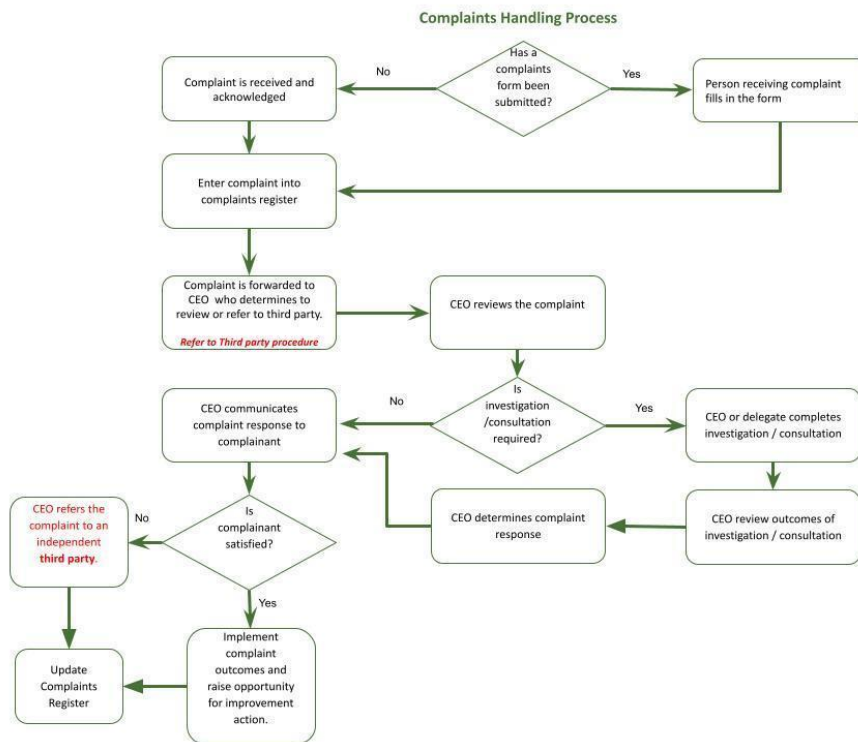 Complaints Handling Process
Has a
complaints
form been
submitted?
No
Yes
Complaint is received and
acknowledged
Person receiving complaint
fills in the form
Enter complaint into
complaints register
Complaint is forwarded to
CEO who determines to
review or refer to third party.
Refer to Third party procedure
CEO reviews the complaint
Is
investigation
/consultation
required?
No
Yes
CEO communicates
complaint response to
complainant
CEO or delegate completes
investigation / consultation
CEO determines complaint
response
CEO review outcomes of
investigation / consultation
Is
complainant
satisfied?
No
Yes
CEO refers the
complaint to an
independent
third party.
Implement
complaint
outcomes and
raise opportunity
for improvement
action.
Update
Complaints
Register